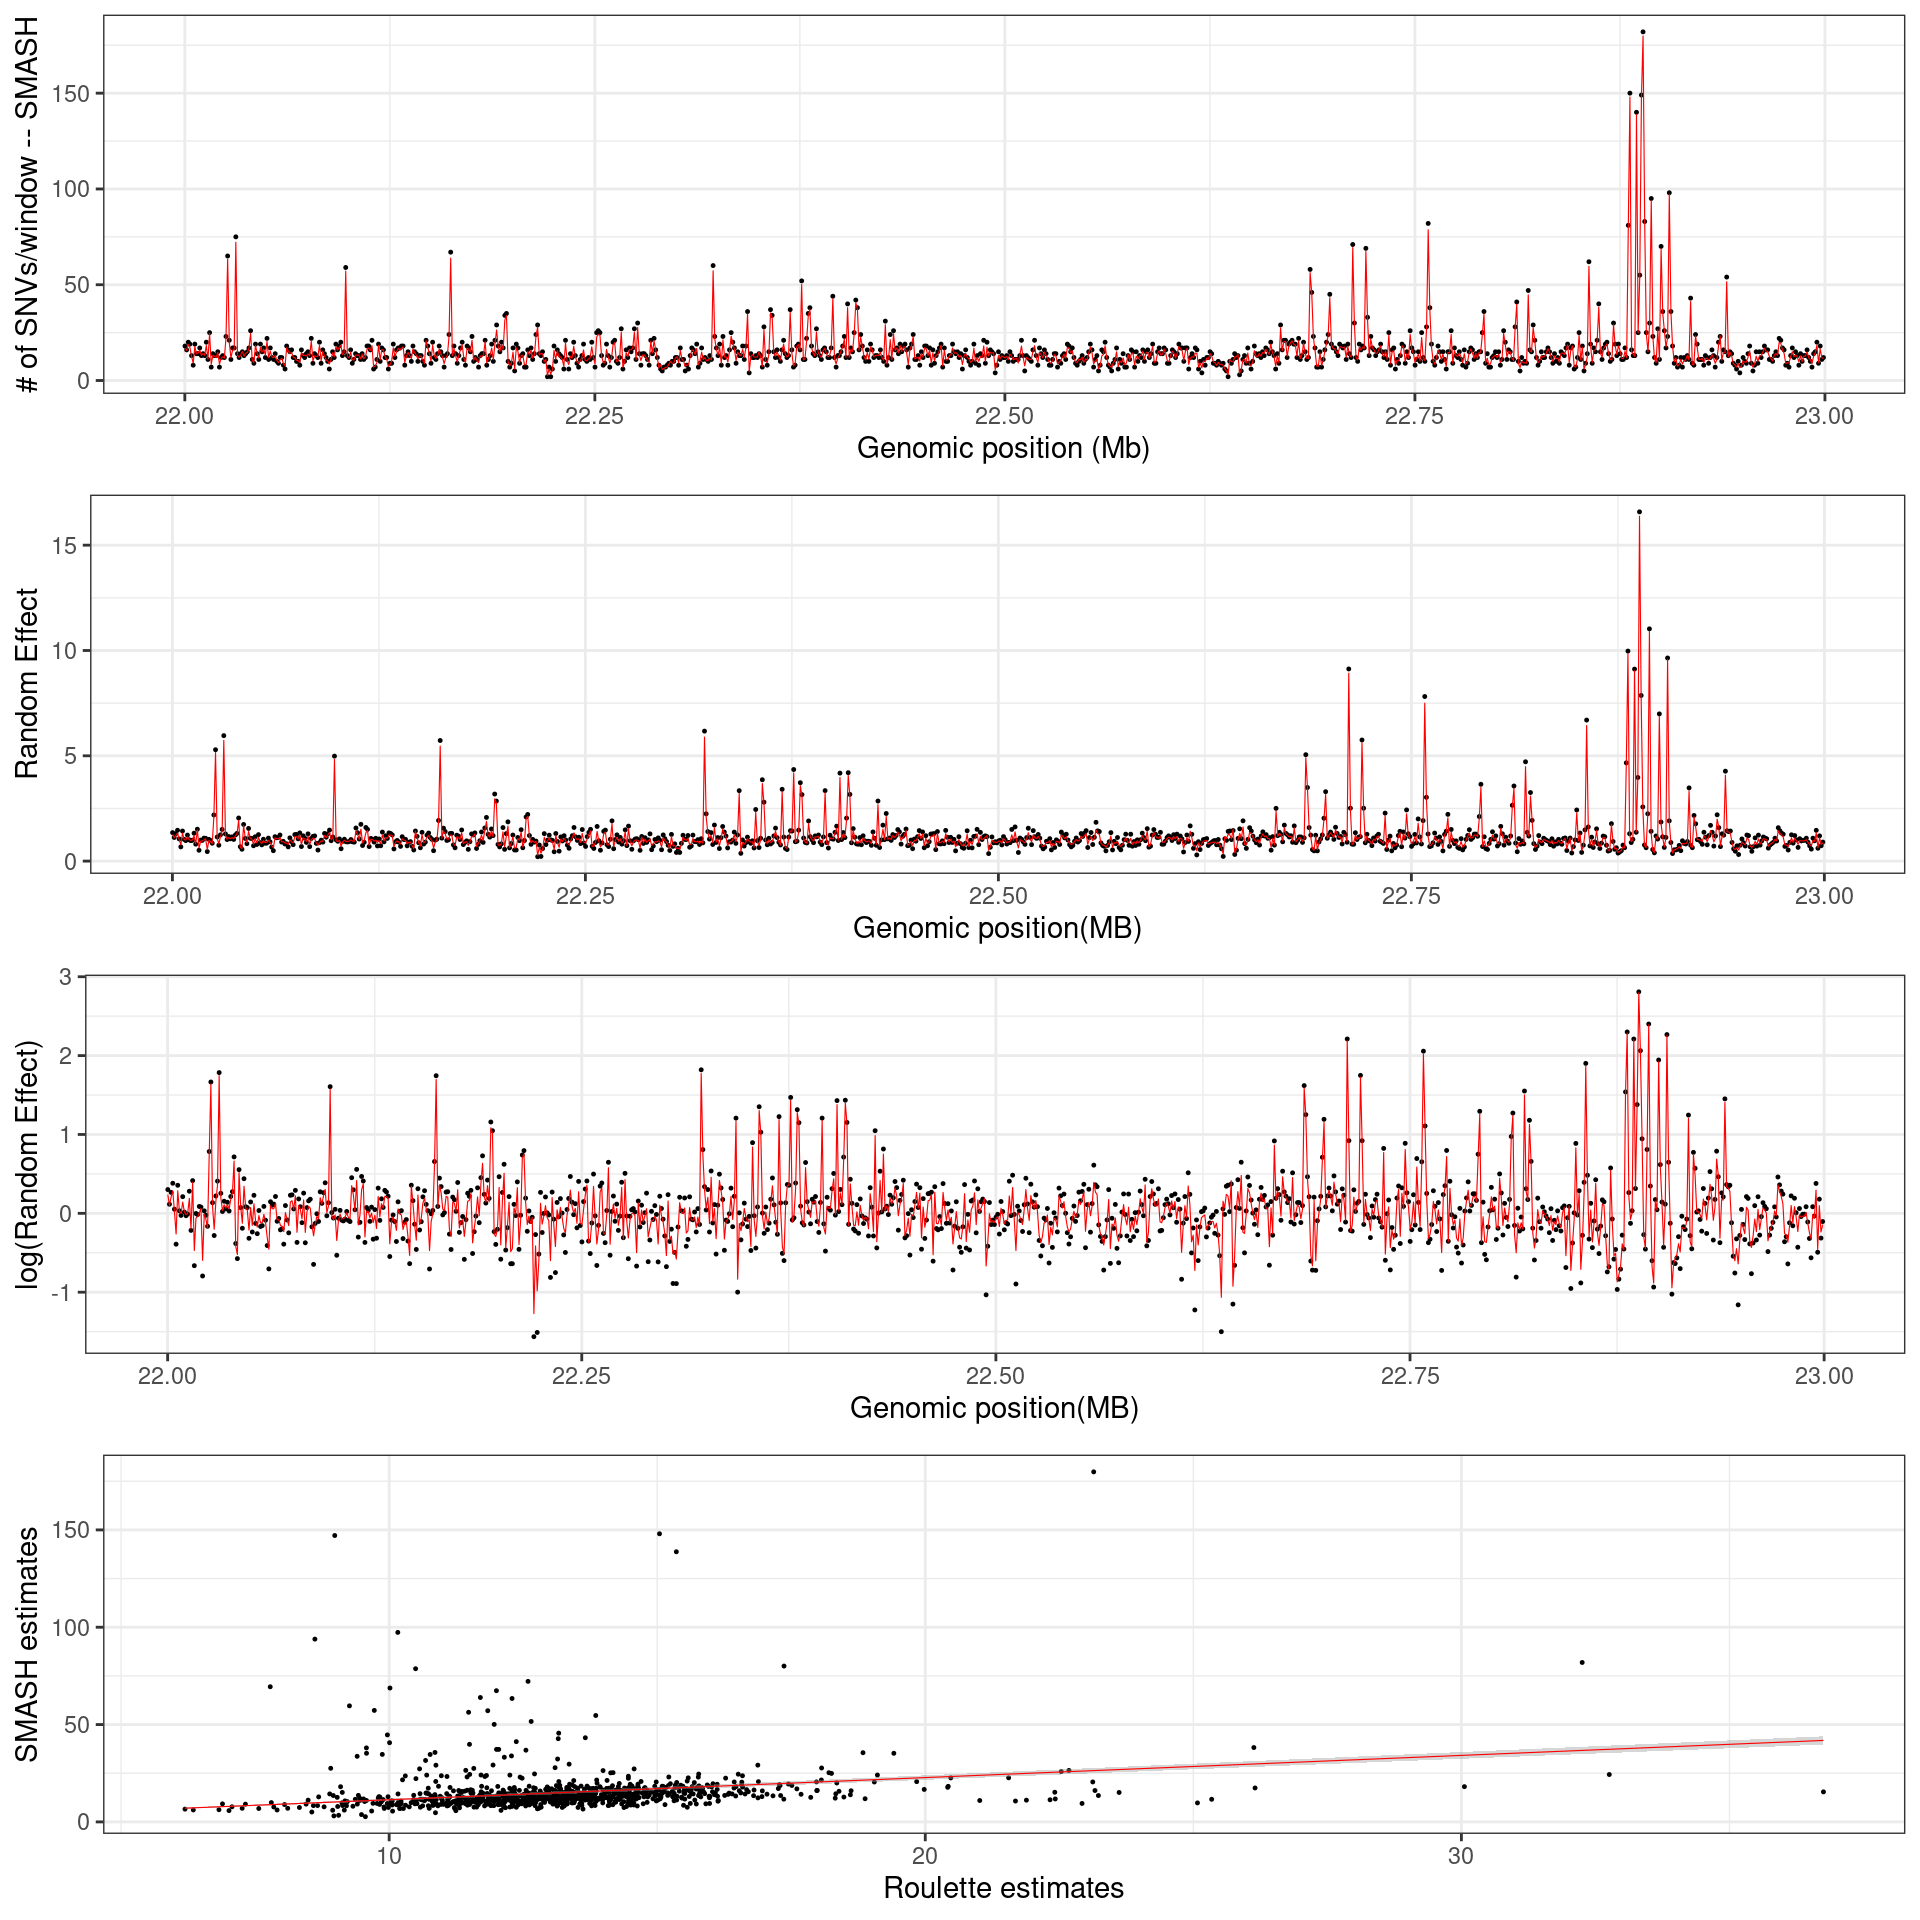 # of SNVs/window -- SMASH
150
100
50
0
22.00 22.25 22.50 22.75 23.00
Genomic position (Mb)
Random Effect
15
10
5
0
22.00 22.25 22.50 22.75 23.00
Genomic position(MB)
log(Random Effect)
3
2
1
0
-1
22.00 22.25 22.50 22.75 23.00
Genomic position(MB)
SMASH estimates
150
100
50
0
10 20 30
Roulette estimates